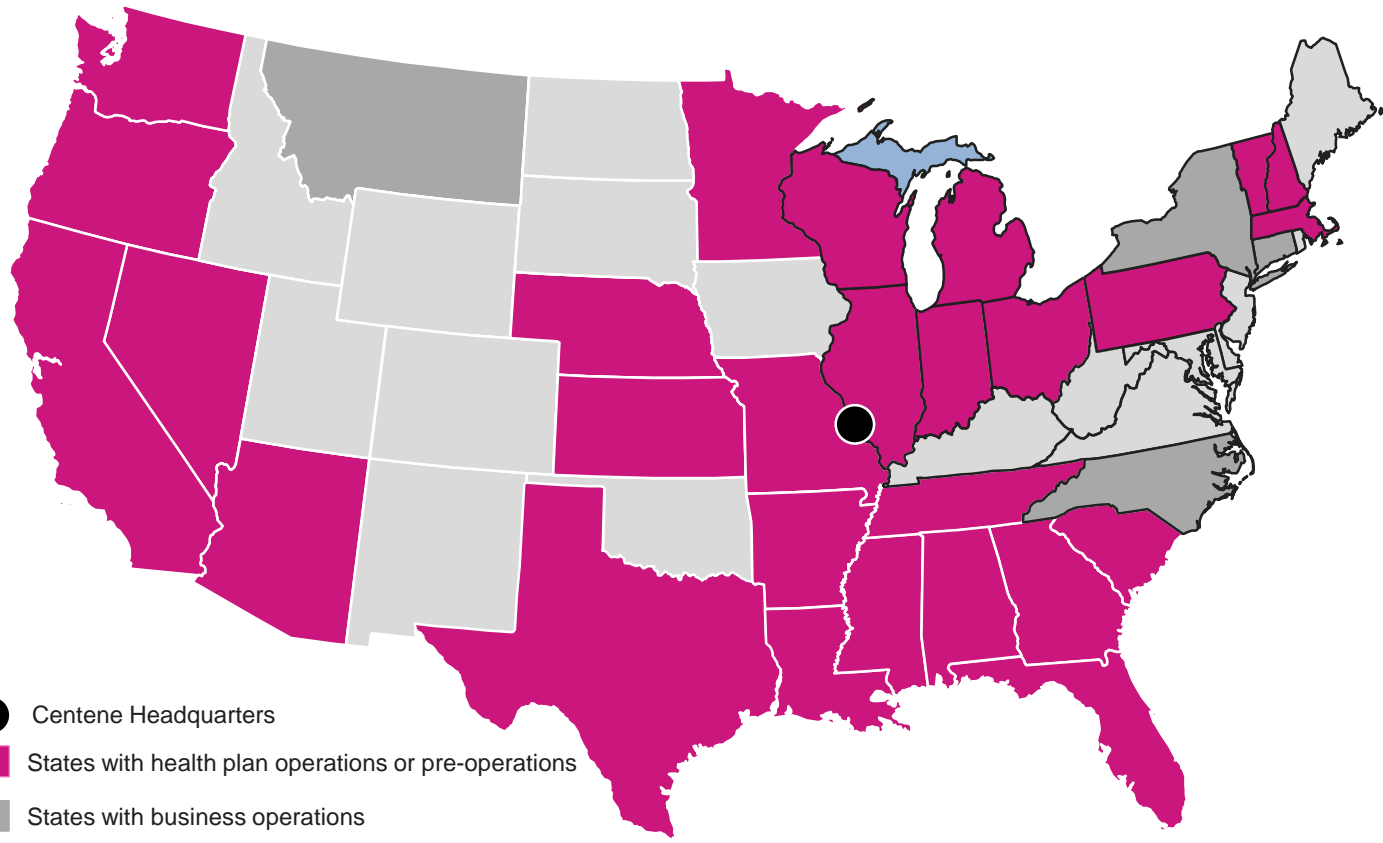 Centene Headquarters
States with health plan operations or pre-operations
States with business operations